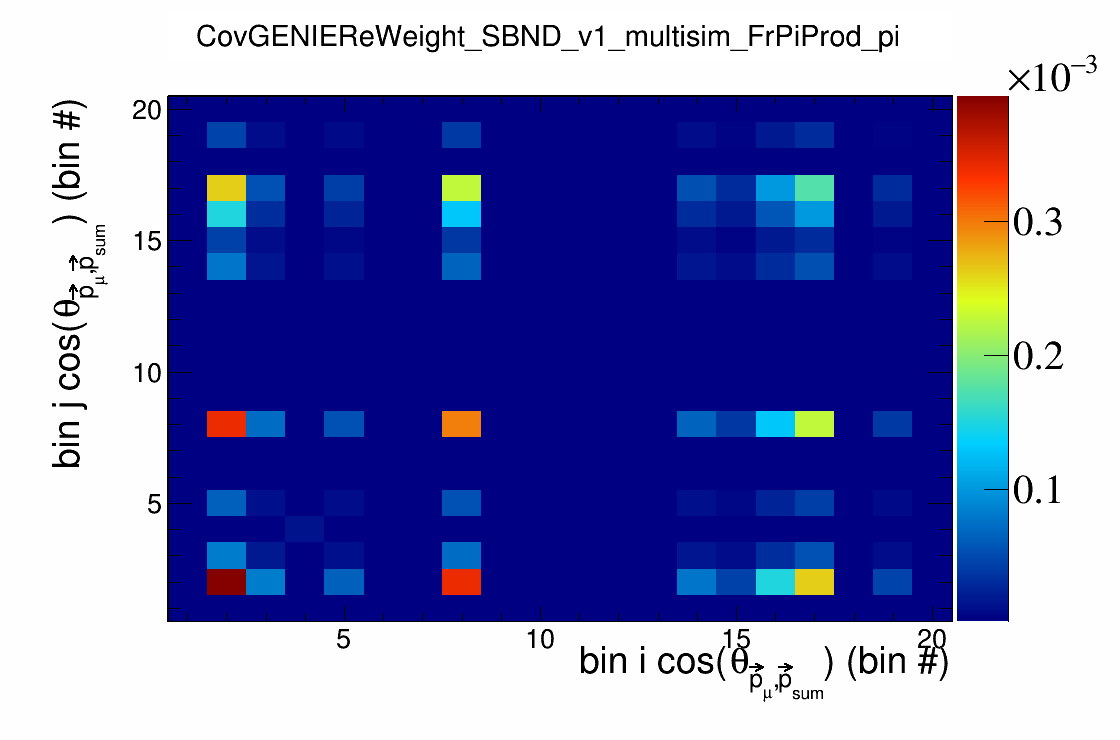 CovGENIEReWeight_SBND_v1_multisim_FrPiProd_pi
×10⁻³
bin j cos(θ_{p⃗_μ,p⃗_sum}) (bin #)
20
15
10
5
0.3
0.2
0.1
5 10 15 20
bin i cos(θ_{p⃗_μ,p⃗_sum}) (bin #)